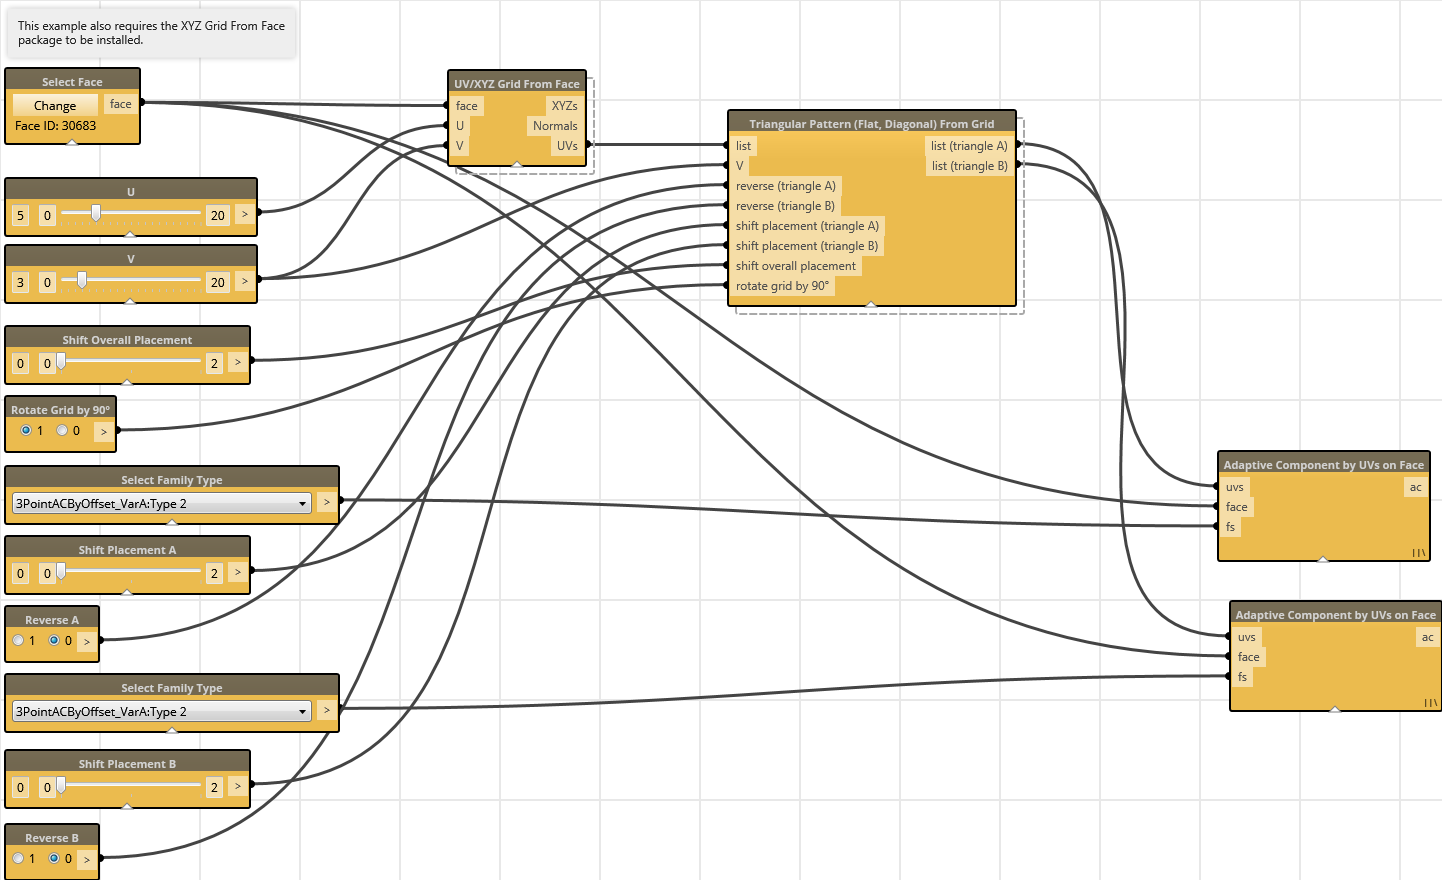 This example also requires the XYZ Grid From Face
package to be installed.
Select Face
Change face
Face ID: 30683
U
5 0 20 >
V
3 0 20 >
Shift Overall Placement
0 0 2 >
Rotate Grid by 90°
1 0 >
Select Family Type
3PointACByOffset_VarA:Type 2 >
Shift Placement A
0 0 2 >
Reverse A
1 0 >
Select Family Type
3PointACByOffset_VarA:Type 2 >
Shift Placement B
0 0 2 >
Reverse B
1 0 >
UV/XYZ Grid From Face
face XYZs
U Normals
V UVs
Triangular Pattern (Flat, Diagonal) From Grid
list list (triangle A)
V list (triangle B)
reverse (triangle A)
reverse (triangle B)
shift placement (triangle A)
shift placement (triangle B)
shift overall placement
rotate grid by 90°
Adaptive Component by UVs on Face
uvs ac
face
fs
Adaptive Component by UVs on Face
uvs ac
face
fs